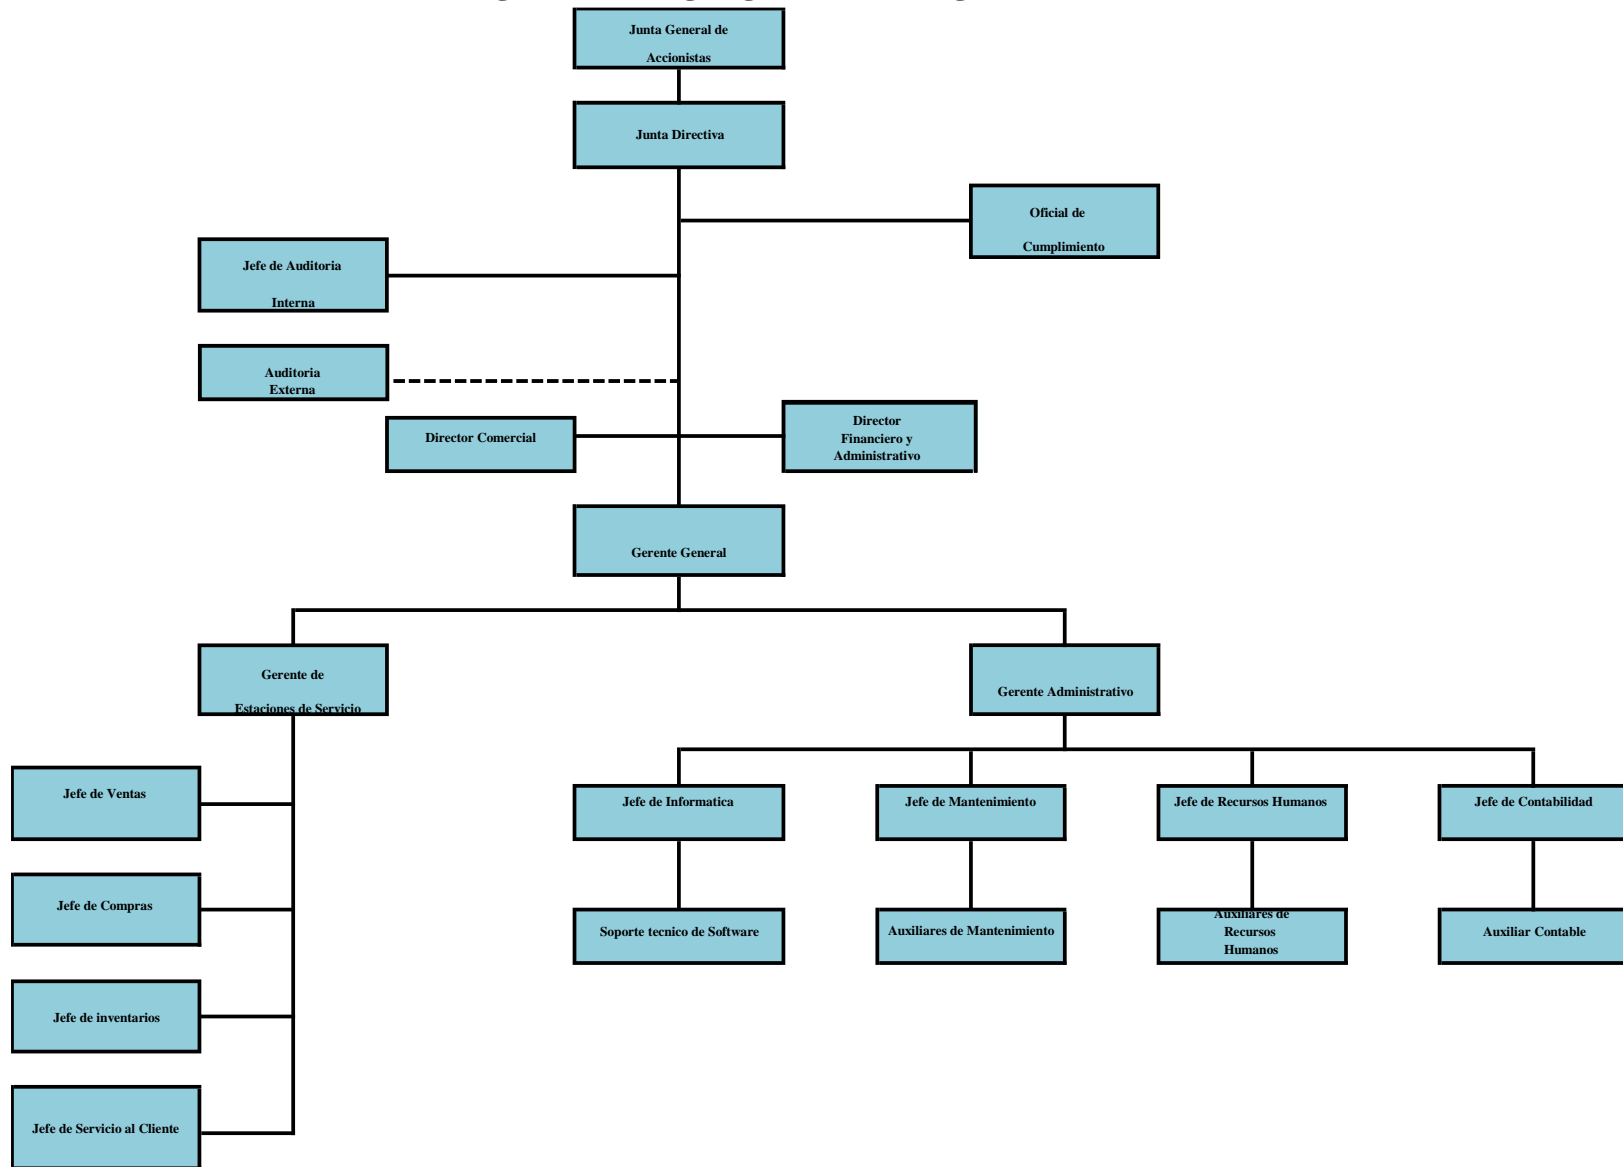 Junta General de
Accionistas
Junta Directiva
Oficial de
Cumplimiento
Jefe de Auditoria
Interna
Auditoria
Externa
Director Comercial
Director
Financiero y
Administrativo
Gerente General
Gerente de
Estaciones de Servicio
Gerente Administrativo
Jefe de Ventas
Jefe de Compras
Jefe de inventarios
Jefe de Servicio al Cliente
Jefe de Informatica
Jefe de Mantenimiento
Jefe de Recursos Humanos
Jefe de Contabilidad
Soporte tecnico de Software
Auxiliares de Mantenimiento
Auxiliares de
Recursos
Humanos
Auxiliar Contable